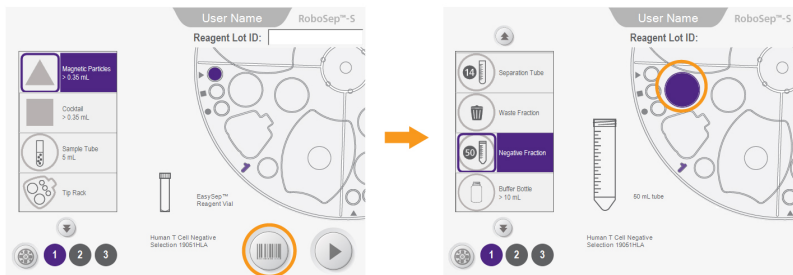 User Name
RoboSep™-S
Reagent Lot ID:
Magnetic Particles
> 0.35 mL
Cocktail
> 0.35 mL
Sample Tube
5 mL
Tip Rack
EasySep™
Reagent Vial
Human T Cell Negative
Selection 19051HLA
1 2 3
User Name
RoboSep™-S
Reagent Lot ID:
14
Separation Tube
Waste Fraction
50
Negative Fraction
Buffer Bottle
> 10 mL
50 mL tube
Human T Cell Negative
Selection 19051HLA
1 2 3